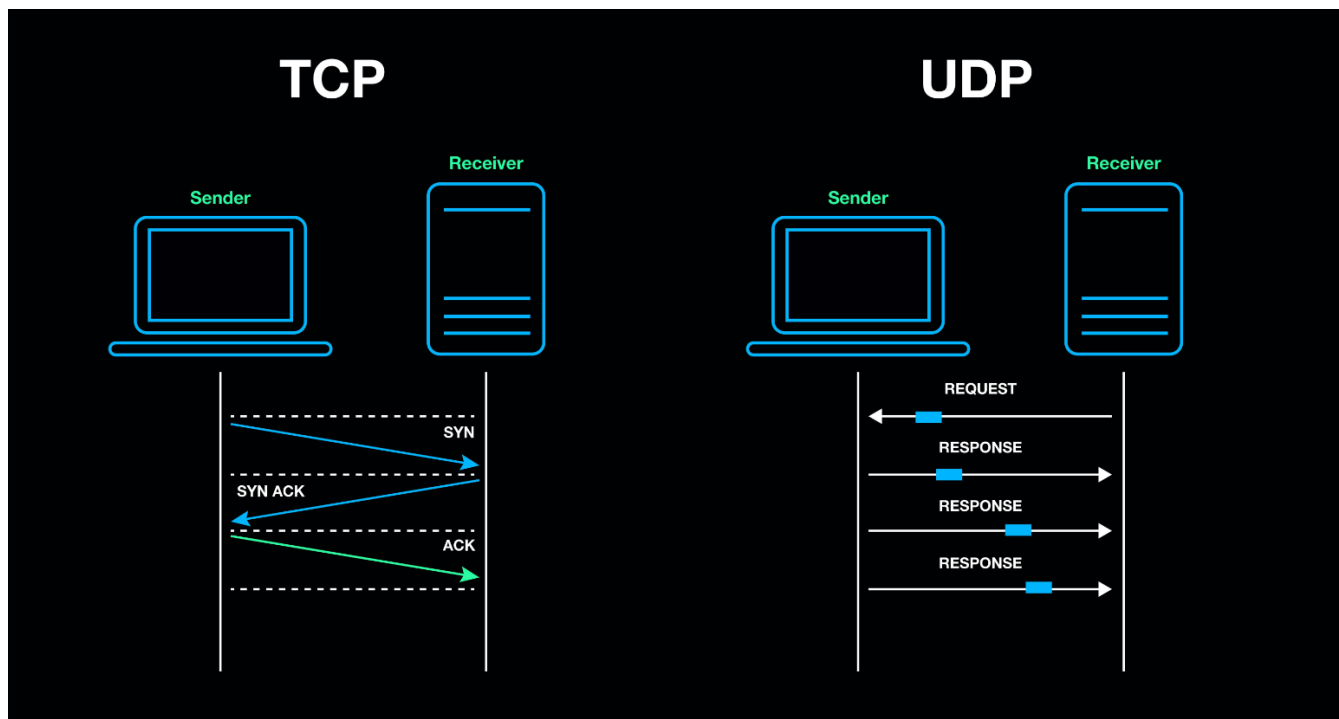 TCP
UDP
Receiver
Sender
Receiver
Sender
SYN
SYN ACK
ACK
REQUEST
RESPONSE
RESPONSE
RESPONSE